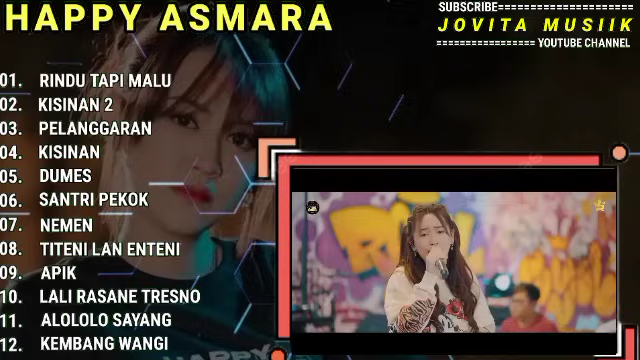 HAPPY ASMARA
SUBSCRIBE=====================
JOVITA MUSIIK
================ YOUTUBE CHANNEL
01. RINDU TAPI MALU
02. KISINAN 2
03. PELANGGARAN
04. KISINAN
05. DUMES
06. SANTRI PEKOK
07. NEMEN
08. TITENI LAN ENTENI
09. APIK
10. LALI RASANE TRESNO
11. ALOLOLO SAYANG
12. KEMBANG WANGI
HAPPY